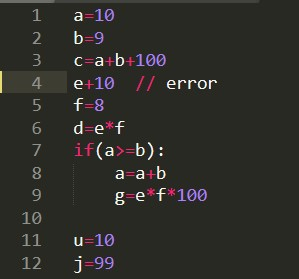 1 a=10
2 b=9
3 c=a+b+100
4 e+10  // error
5 f=8
6 d=e*f
7 if(a>=b):
8     a=a+b
9     g=e*f*100
10
11 u=10
12 j=99